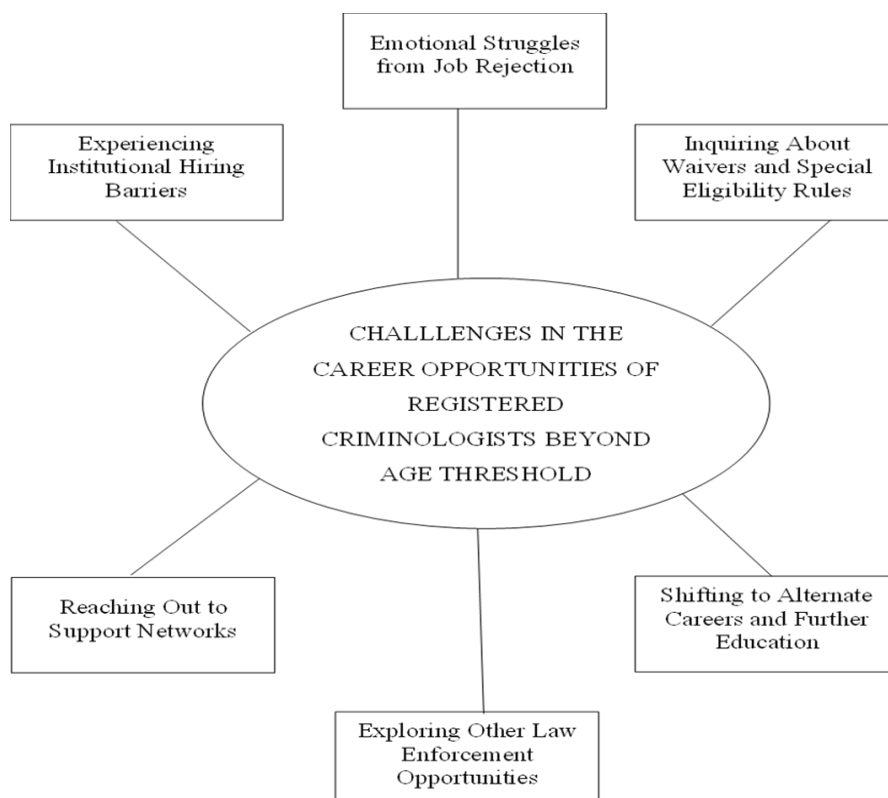 Emotional Struggles
from Job Rejection
Experiencing
Institutional Hiring
Barriers
Inquiring About
Waivers and Special
Eligibility Rules
CHALLLENGES IN THE
CAREER OPPORTUNITIES OF
REGISTERED
CRIMINOLOGISTS BEYOND
AGE THRESHOLD
Reaching Out to
Support Networks
Shifting to Alternate
Careers and Further
Education
Exploring Other Law
Enforcement
Opportunities